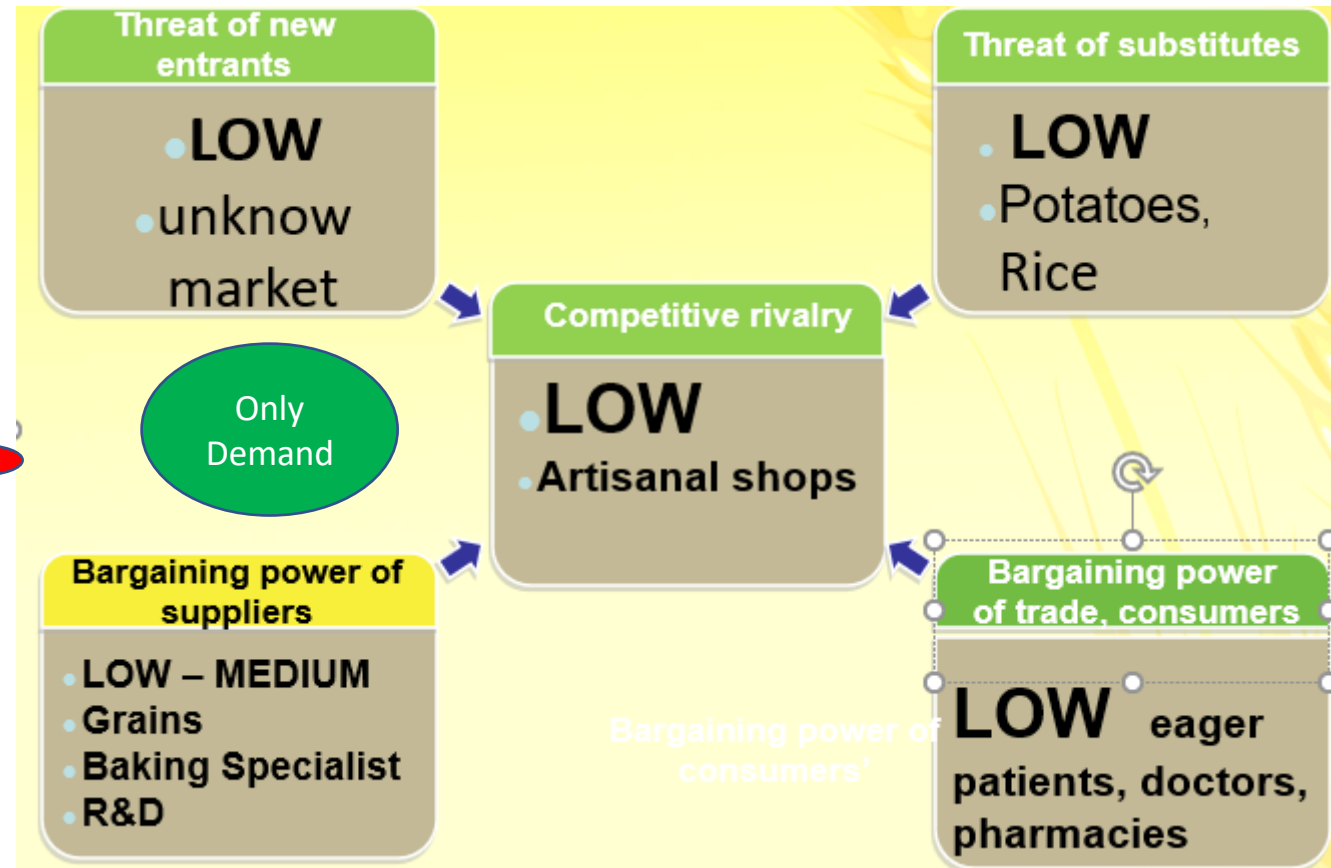 Threat of new
entrants
LOW
unknow
market
Threat of substitutes
LOW
Potatoes,
Rice
Competitive rivalry
LOW
Artisanal shops
Only
Demand
Bargaining power of
suppliers
LOW – MEDIUM
Grains
Baking Specialist
R&D
Bargaining power of
consumers'
Bargaining power
of trade, consumers
LOW eager
patients, doctors,
pharmacies